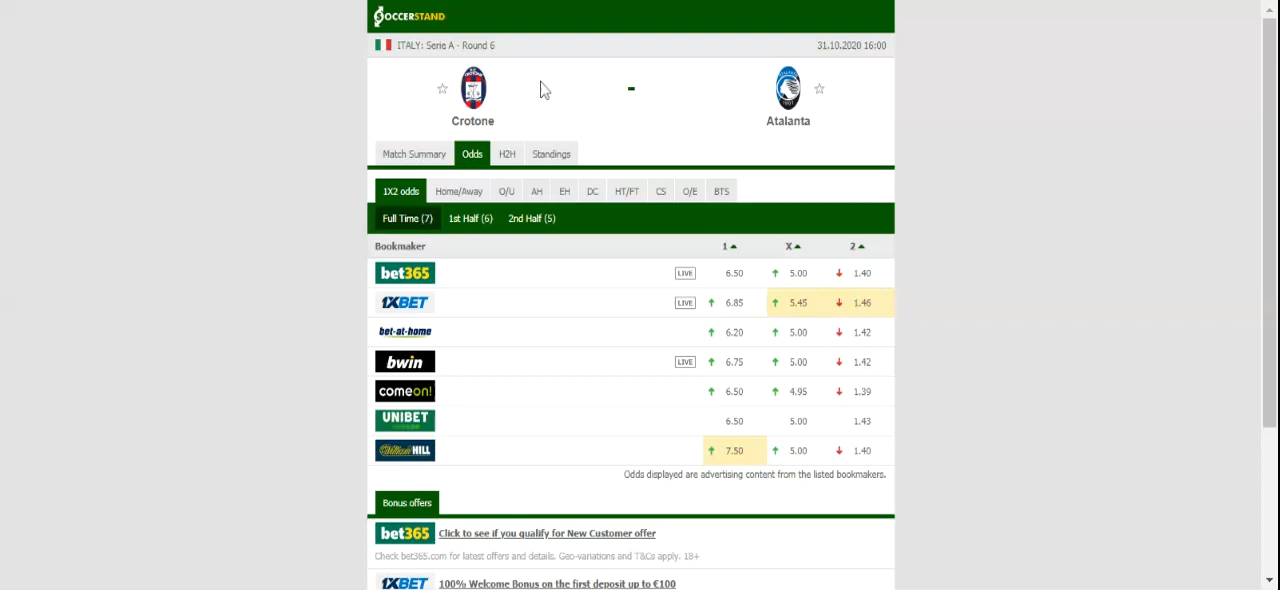 SOCCERSTAND
ITALY: Serie A - Round 6 31.10.2020 16:00
-
Crotone Atalanta
Match Summary Odds H2H Standings
1X2 odds Home/Away O/U AH EH DC HT/FT CS O/E BTS
Full Time (7) 1st Half (6) 2nd Half (5)
Bookmaker 1 X 2
bet365 LIVE 6.50 5.00 1.40
1XBET LIVE 6.85 5.45 1.46
bet-at-home 6.20 5.00 1.42
bwin LIVE 6.75 5.00 1.42
comeon! 6.50 4.95 1.39
UNIBET 6.50 5.00 1.43
William HILL 7.50 5.00 1.40
Odds displayed are advertising content from the listed bookmakers.
Bonus offers
bet365 Click to see if you qualify for New Customer offer
Check bet365.com for latest offers and details. Geo-variations and T&Cs apply. 18+
1XBET 100% Welcome Bonus on the first deposit up to €100